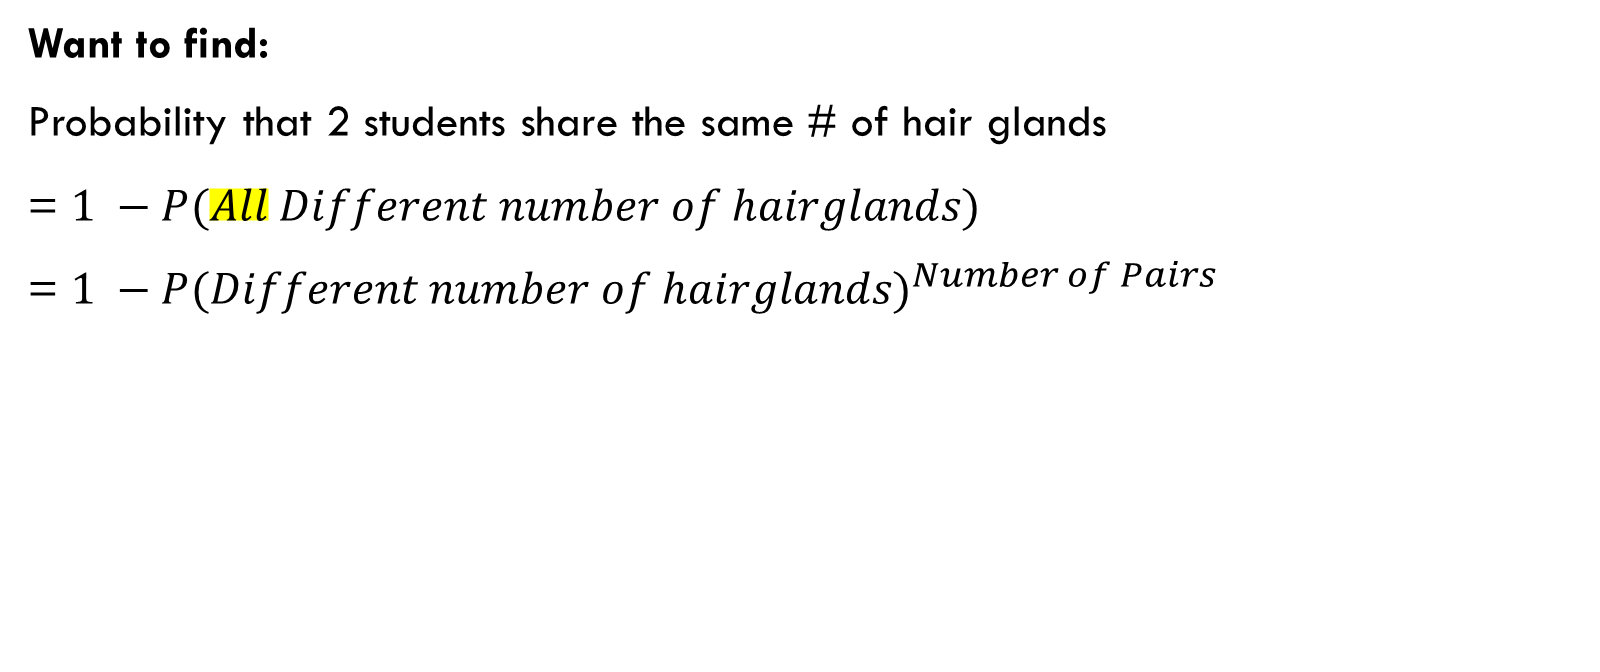 Want to find:
Probability that 2 students share the same # of hair glands
= 1 − P(All Different number of hairglands)
= 1 − P(Different number of hairglands)^Number of Pairs